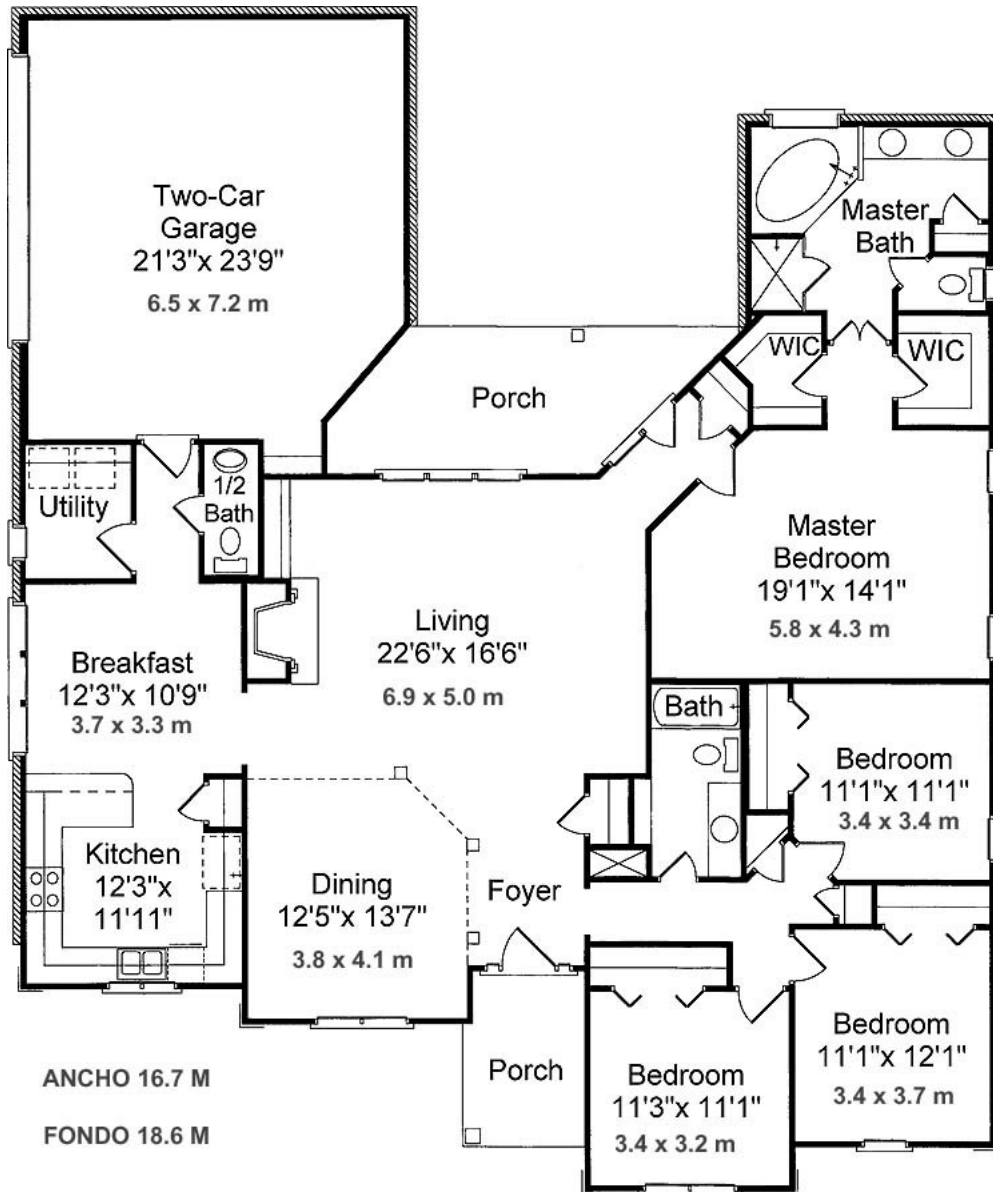 Two-Car
Garage
21'3"x 23'9"
6.5 x 7.2 m
Master
Bath
WIC
WIC
Porch
1/2
Bath
Utility
Master
Bedroom
19'1"x 14'1"
5.8 x 4.3 m
Living
22'6"x 16'6"
6.9 x 5.0 m
Breakfast
12'3"x 10'9"
3.7 x 3.3 m
Bath
Bedroom
11'1"x 11'1"
3.4 x 3.4 m
Kitchen
12'3"x
11'11"
Dining
12'5"x 13'7"
3.8 x 4.1 m
Foyer
Bedroom
11'1"x 12'1"
3.4 x 3.7 m
Porch
Bedroom
11'3"x 11'1"
3.4 x 3.2 m
ANCHO 16.7 M
FONDO 18.6 M